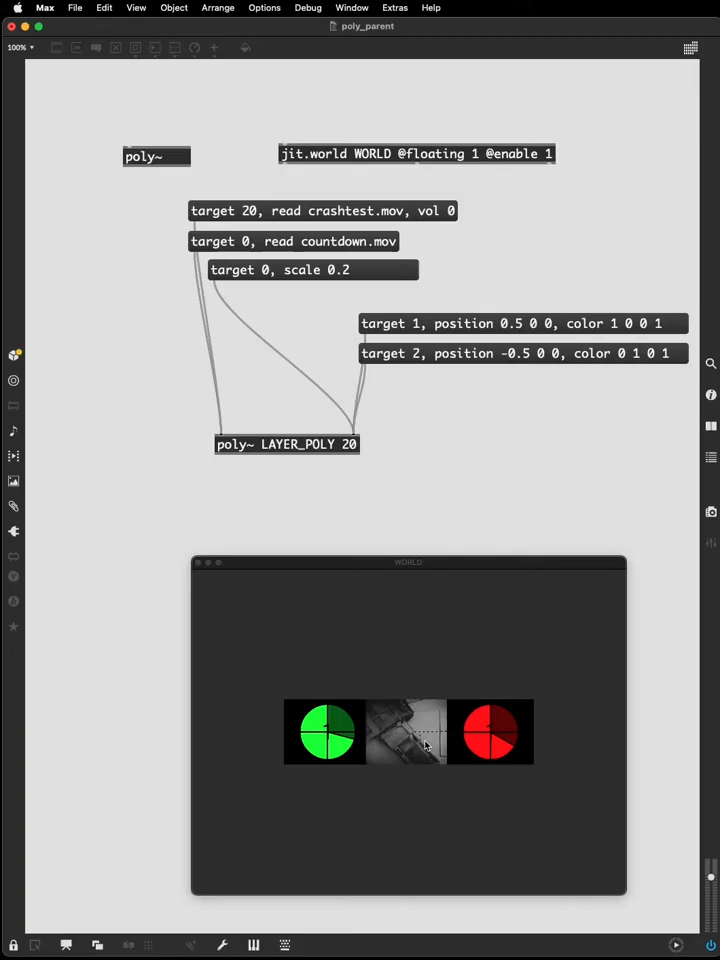 Max File Edit View Object Arrange Options Debug Window Extras Help
poly_parent
100%
poly~
jit.world WORLD @floating 1 @enable 1
target 20, read crashtest.mov, vol 0
target 0, read countdown.mov
target 0, scale 0.2
target 1, position 0.5 0 0, color 1 0 0 1
target 2, position -0.5 0 0, color 0 1 0 1
poly~ LAYER_POLY 20
WORLD